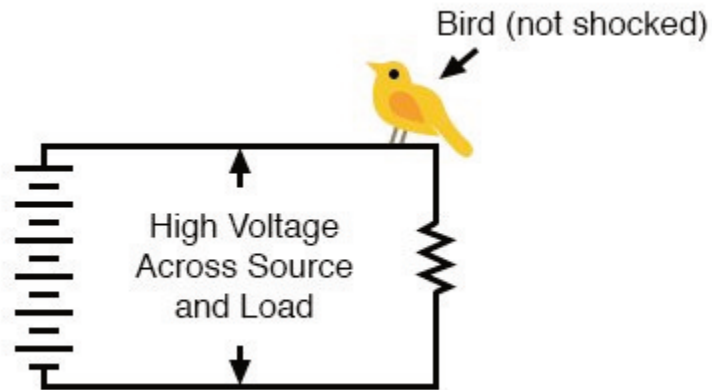 Bird (not shocked)
High Voltage
Across Source
and Load